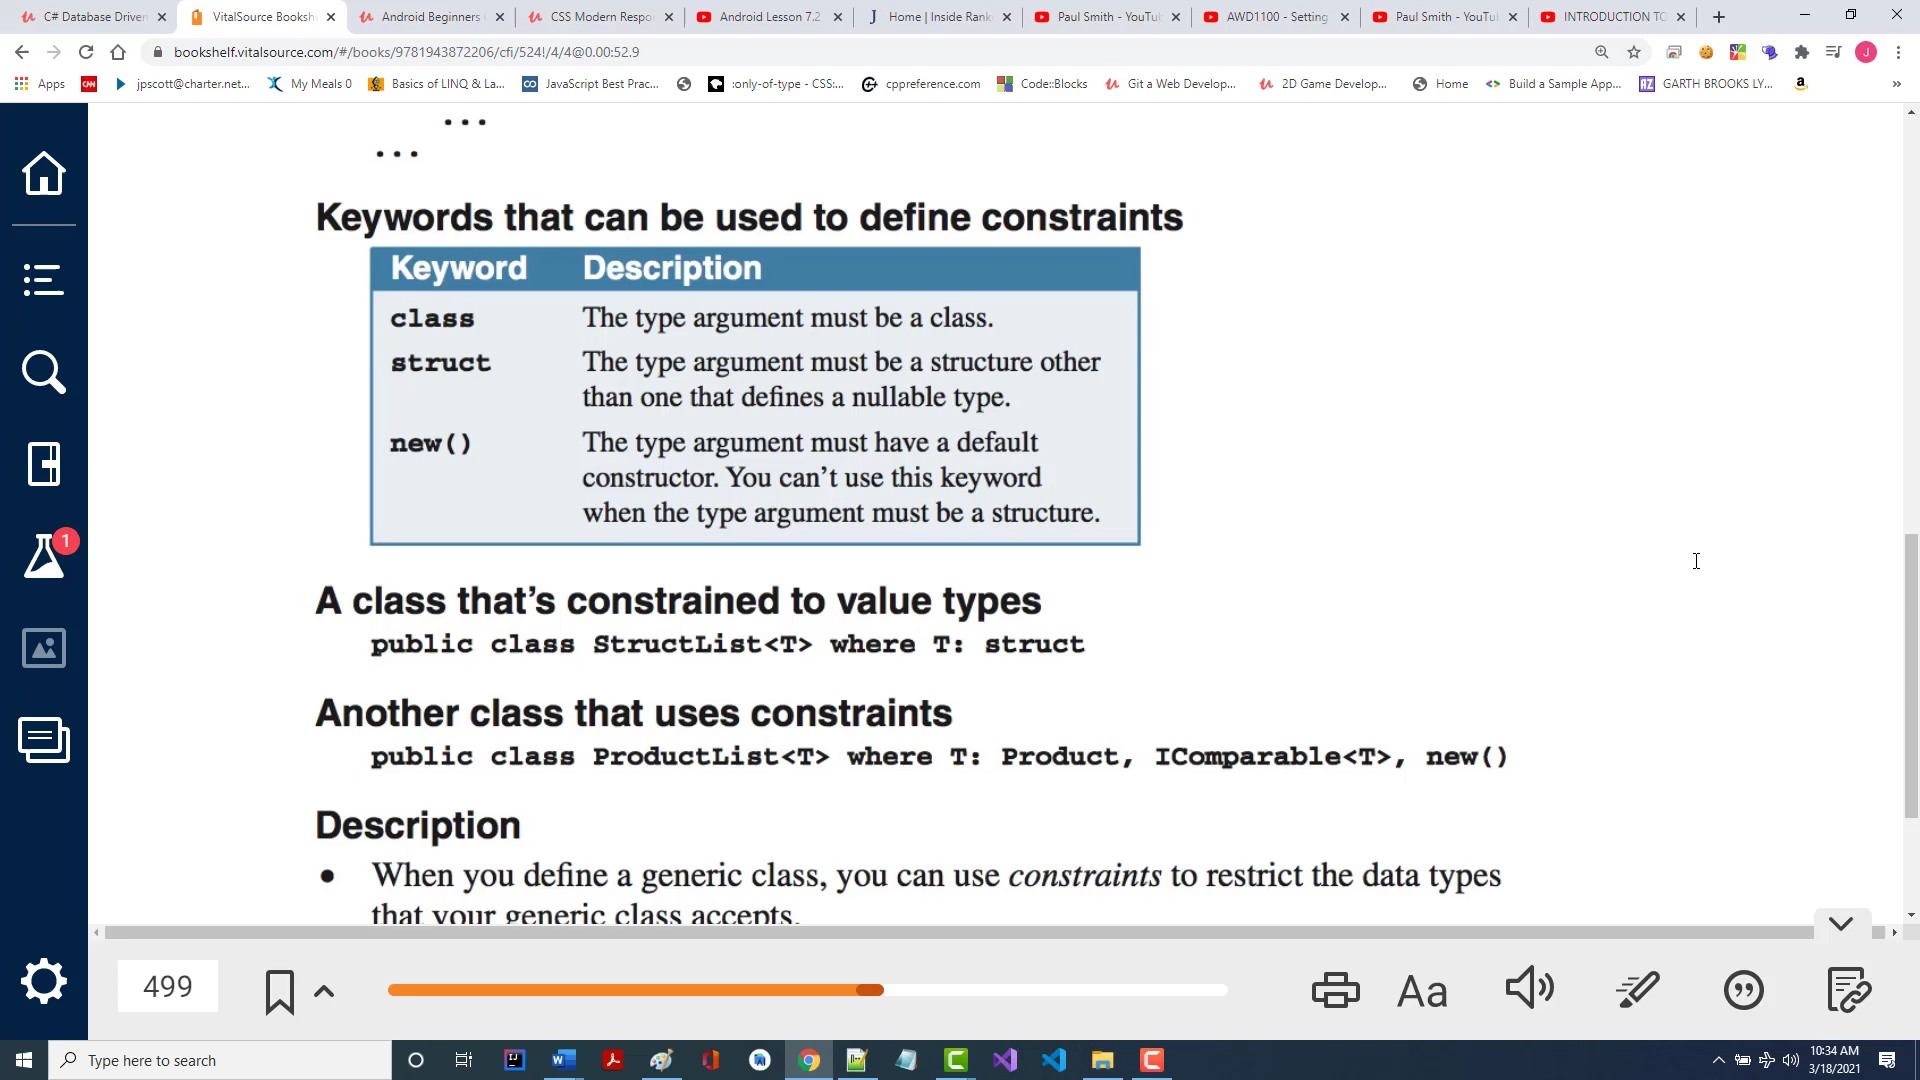 C# Database Driven
VitalSource Booksh
Android Beginners
CSS Modern Respo
Android Lesson 7.2
Home | Inside Rank
Paul Smith - YouTu
AWD1100 - Setting
Paul Smith - YouTu
INTRODUCTION TO
bookshelf.vitalsource.com/#/books/9781943872206/cfi/524!/4/4@0.00:52.9
J
Apps
CNN
jpscott@charter.net...
My Meals 0
Basics of LINQ & La...
JavaScript Best Prac...
:only-of-type - CSS:...
cppreference.com
Code::Blocks
Git a Web Develop...
2D Game Develop...
Home
Build a Sample App...
GARTH BROOKS LY...
»
...
...
Keywords that can be used to define constraints
Keyword Description
class The type argument must be a class.
struct The type argument must be a structure other
than one that defines a nullable type.
new() The type argument must have a default
constructor. You can’t use this keyword
when the type argument must be a structure.
1
A class that’s constrained to value types
public class StructList<T> where T: struct
Another class that uses constraints
public class ProductList<T> where T: Product, IComparable<T>, new()
Description
• When you define a generic class, you can use constraints to restrict the data types
that your generic class accepts.
499
Aa
Type here to search
10:34 AM
3/18/2021